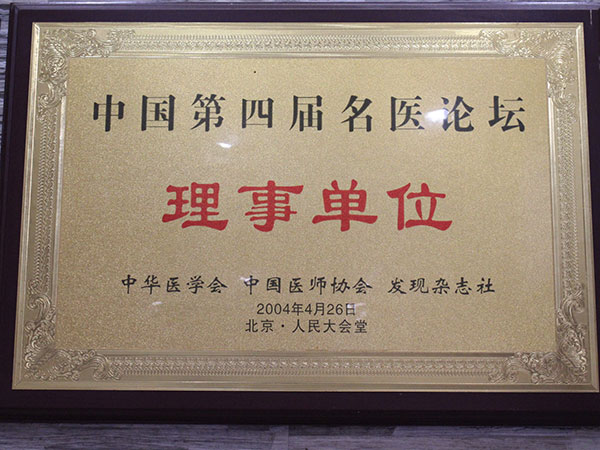 中国第四届名医论坛
理事单位
中华医学会 中国医师协会 发现杂志社
2004年4月26日
北京·人民大会堂